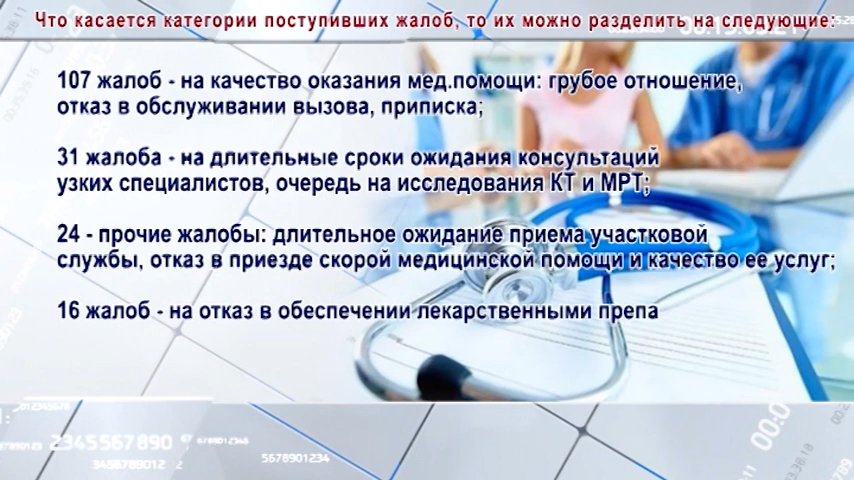 Что касается категории поступивших жалоб, то их можно разделить на следующие:
107 жалоб - на качество оказания мед.помощи: грубое отношение,
отказ в обслуживании вызова, приписка;
31 жалоба - на длительные сроки ожидания консультаций
узких специалистов, очередь на исследования КТ и МРТ;
24 - прочие жалобы: длительное ожидание приема участковой
службы, отказ в приезде скорой медицинской помощи и качество ее услуг;
16 жалоб - на отказ в обеспечении лекарственными препа
012345678
2345567890
3456789012 2
5678901234